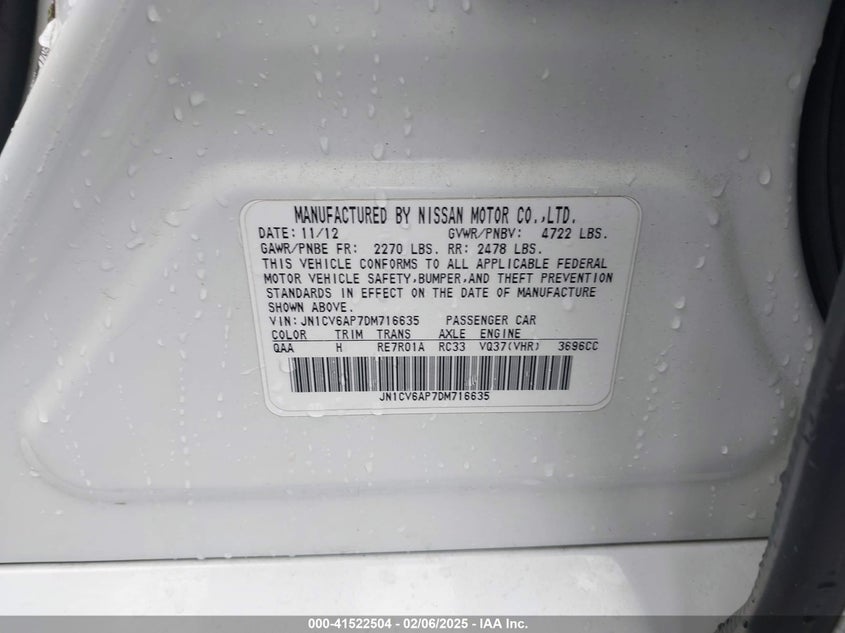 MANUFACTURED BY NISSAN MOTOR CO.,LTD.
DATE: 11/12 GVWR/PNBV: 4722 LBS.
GAWR/PNBE FR: 2270 LBS. RR: 2478 LBS.
THIS VEHICLE CONFORMS TO ALL APPLICABLE FEDERAL
MOTOR VEHICLE SAFETY,BUMPER,AND THEFT PREVENTION
STANDARDS IN EFFECT ON THE DATE OF MANUFACTURE
SHOWN ABOVE.
VIN: JN1CV6AP7DM716635 PASSENGER CAR
COLOR TRIM TRANS AXLE ENGINE
QAA H RE7R01A RC33 VQ37(VHR) 3696CC
JN1CV6AP7DM716635
000-41522504 - 02/06/2025 - IAA Inc.